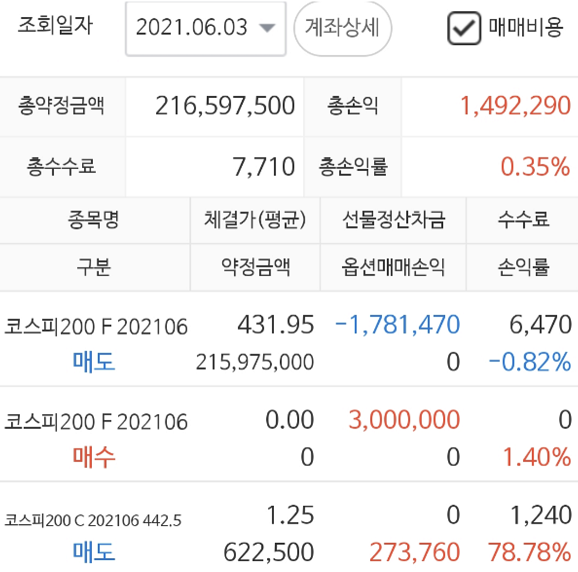 조회일자 2021.06.03 계좌상세 매매비용
총약정금액 216,597,500 총손익 1,492,290
총수수료 7,710 총손익률 0.35%
종목명 체결가(평균) 선물정산차금 수수료
구분 약정금액 옵션매매손익 손익률
코스피200 F 202106 431.95 -1,781,470 6,470
매도 215,975,000 0 -0.82%
코스피200 F 202106 0.00 3,000,000 0
매수 0 0 1.40%
코스피200 C 202106 442.5 1.25 0 1,240
매도 622,500 273,760 78.78%